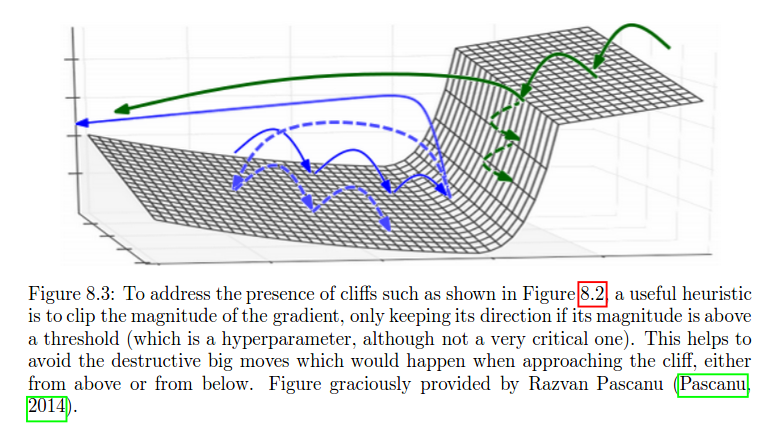 Figure 8.3: To address the presence of cliffs such as shown in Figure 8.2, a useful heuristic
is to clip the magnitude of the gradient, only keeping its direction if its magnitude is above
a threshold (which is a hyperparameter, although not a very critical one). This helps to
avoid the destructive big moves which would happen when approaching the cliff, either
from above or from below. Figure graciously provided by Razvan Pascanu (Pascanu,
2014).